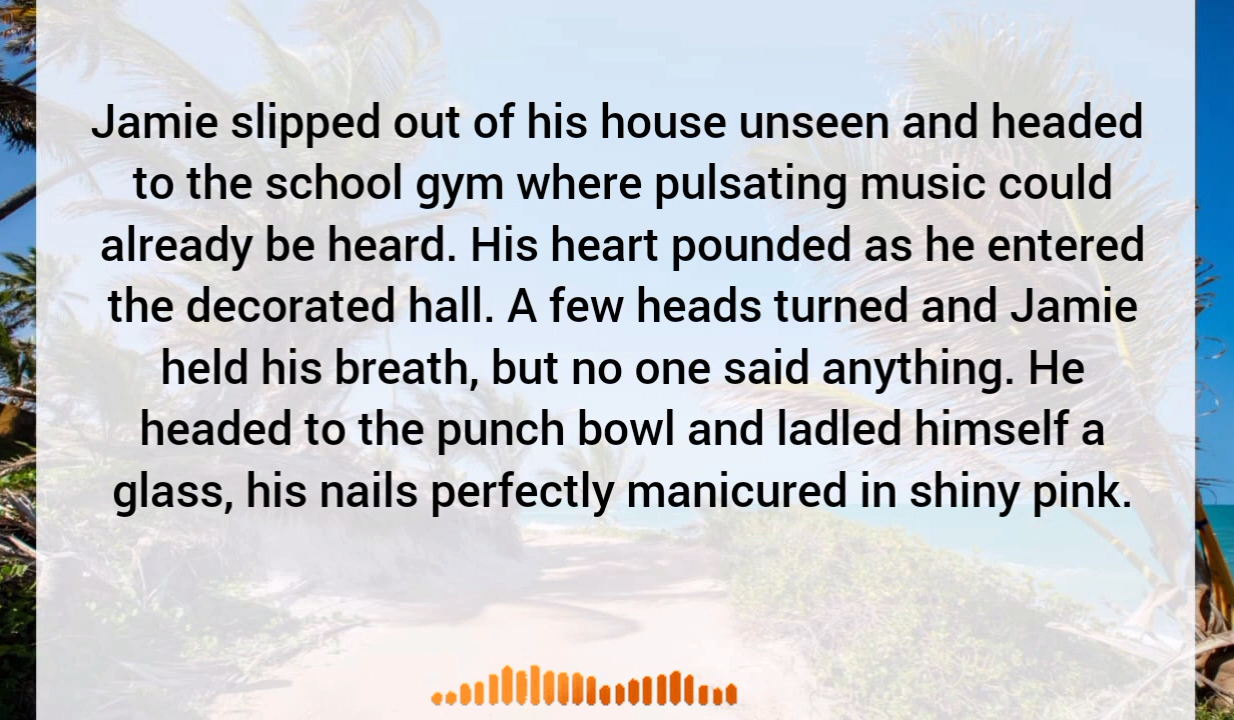 Jamie slipped out of his house unseen and headed
to the school gym where pulsating music could
already be heard. His heart pounded as he entered
the decorated hall. A few heads turned and Jamie
held his breath, but no one said anything. He
headed to the punch bowl and ladled himself a
glass, his nails perfectly manicured in shiny pink.